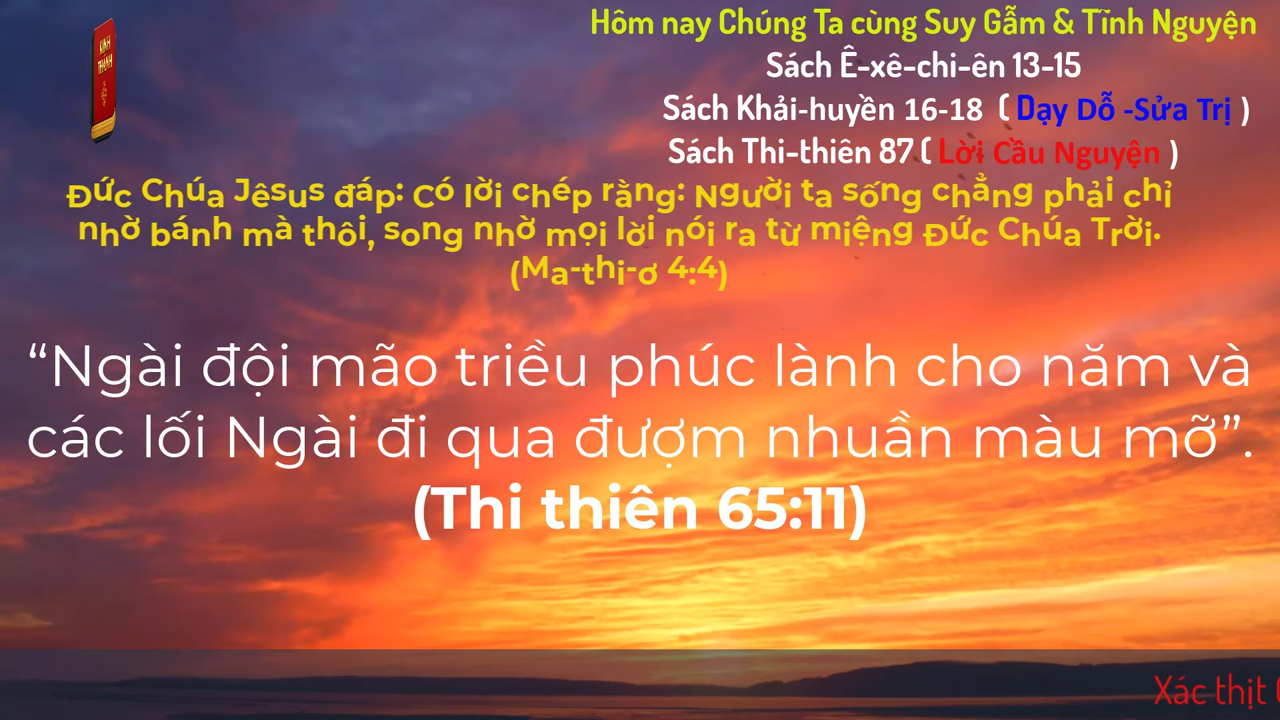 KINH
THÁNH
Hôm nay Chúng Ta cùng Suy Gẫm & Tĩnh Nguyện
Sách Ê-xê-chi-ên 13-15
Sách Khải-huyền 16-18 ( Dạy Dỗ -Sửa Trị )
Sách Thi-thiên 87 ( Lời Cầu Nguyện )
Đức Chúa Jêsus đáp: Có lời chép rằng: Người ta sống chẳng phải chỉ
nhờ bánh mà thôi, song nhờ mọi lời nói ra từ miệng Đức Chúa Trời.
(Ma-thi-ơ 4:4)
“Ngài đội mão triều phúc lành cho năm và
các lối Ngài đi qua đượm nhuần màu mỡ”.
(Thi thiên 65:11)
Xác thịt